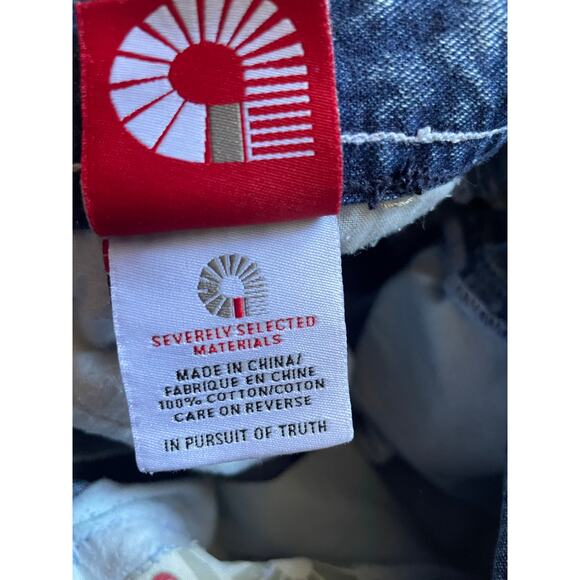 SEVERELY SELECTED
MATERIALS
MADE IN CHINA/
FABRIQUE EN CHINE
100% COTTON/COTON
CARE ON REVERSE
IN PURSUIT OF TRUTH